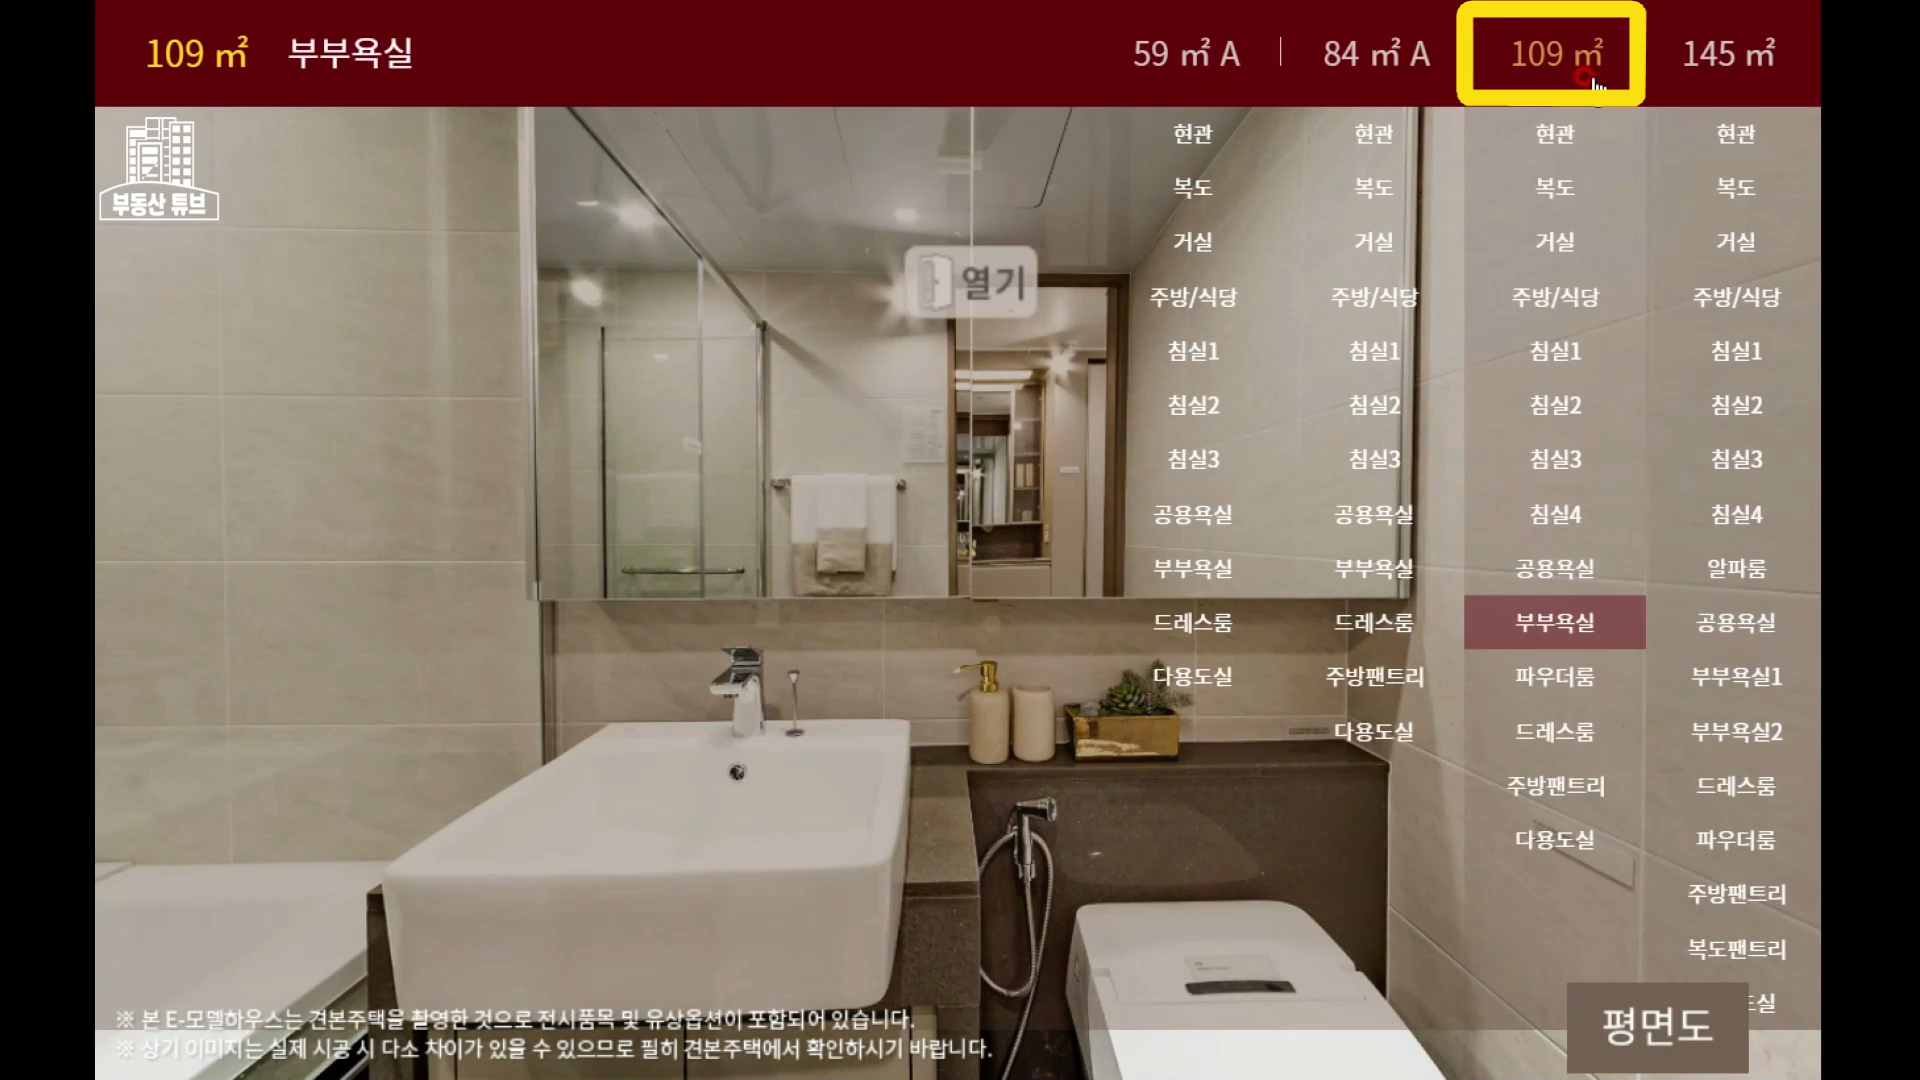 109 ㎡ 부부욕실
59 ㎡ A
84 ㎡ A
109 ㎡
145 ㎡
부동산 튜브
열기
현관
복도
거실
주방/식당
침실1
침실2
침실3
공용욕실
부부욕실
드레스룸
다용도실
현관
복도
거실
주방/식당
침실1
침실2
침실3
공용욕실
부부욕실
드레스룸
주방팬트리
다용도실
현관
복도
거실
주방/식당
침실1
침실2
침실3
침실4
공용욕실
부부욕실
파우더룸
드레스룸
주방팬트리
다용도실
현관
복도
거실
주방/식당
침실1
침실2
침실3
침실4
알파룸
공용욕실
부부욕실1
부부욕실2
드레스룸
파우더룸
주방팬트리
복도팬트리
평면도
※ 본 E-모델하우스는 견본주택을 촬영한 것으로 전시품목 및 유상옵션이 포함되어 있습니다.
※ 상기 이미지는 실제 시공 시 다소 차이가 있을 수 있으므로 필히 견본주택에서 확인하시기 바랍니다.